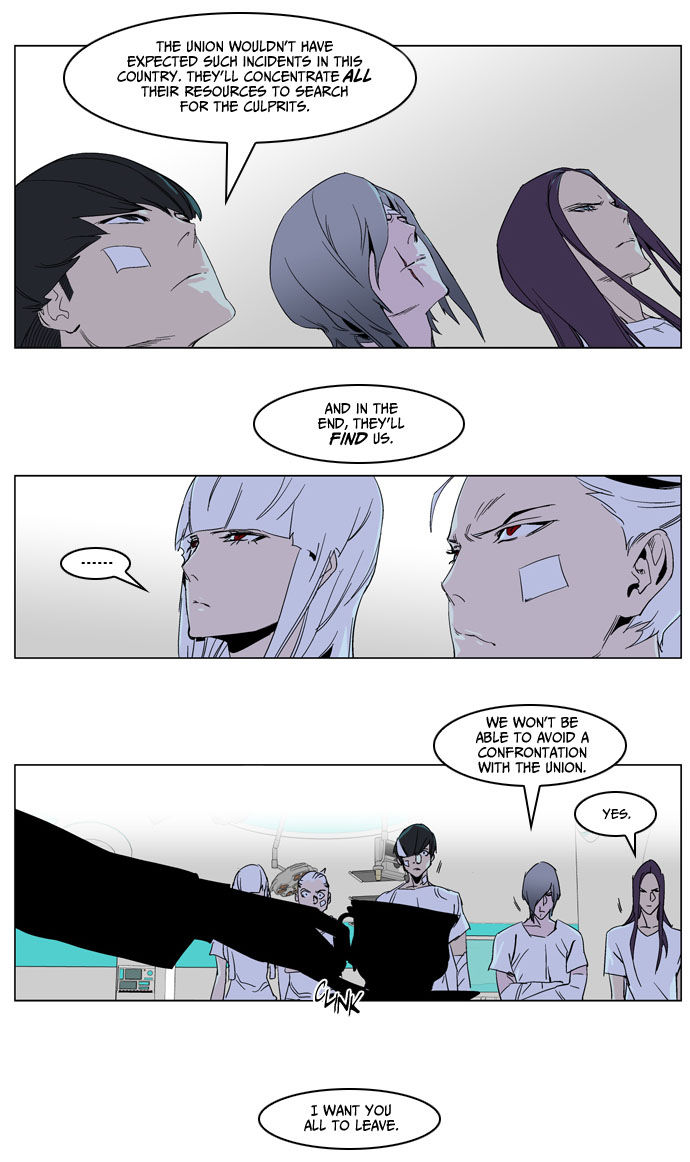 THE UNION WOULDN'T HAVE
EXPECTED SUCH INCIDENTS IN THIS
COUNTRY. THEY'LL CONCENTRATE ALL
THEIR RESOURCES TO SEARCH
FOR THE CULPRITS.
AND IN THE
END, THEY'LL
FIND US.
------
WE WON'T BE
ABLE TO AVOID A
CONFRONTATION
WITH THE UNION.
YES.
CLINK
I WANT YOU
ALL TO LEAVE.